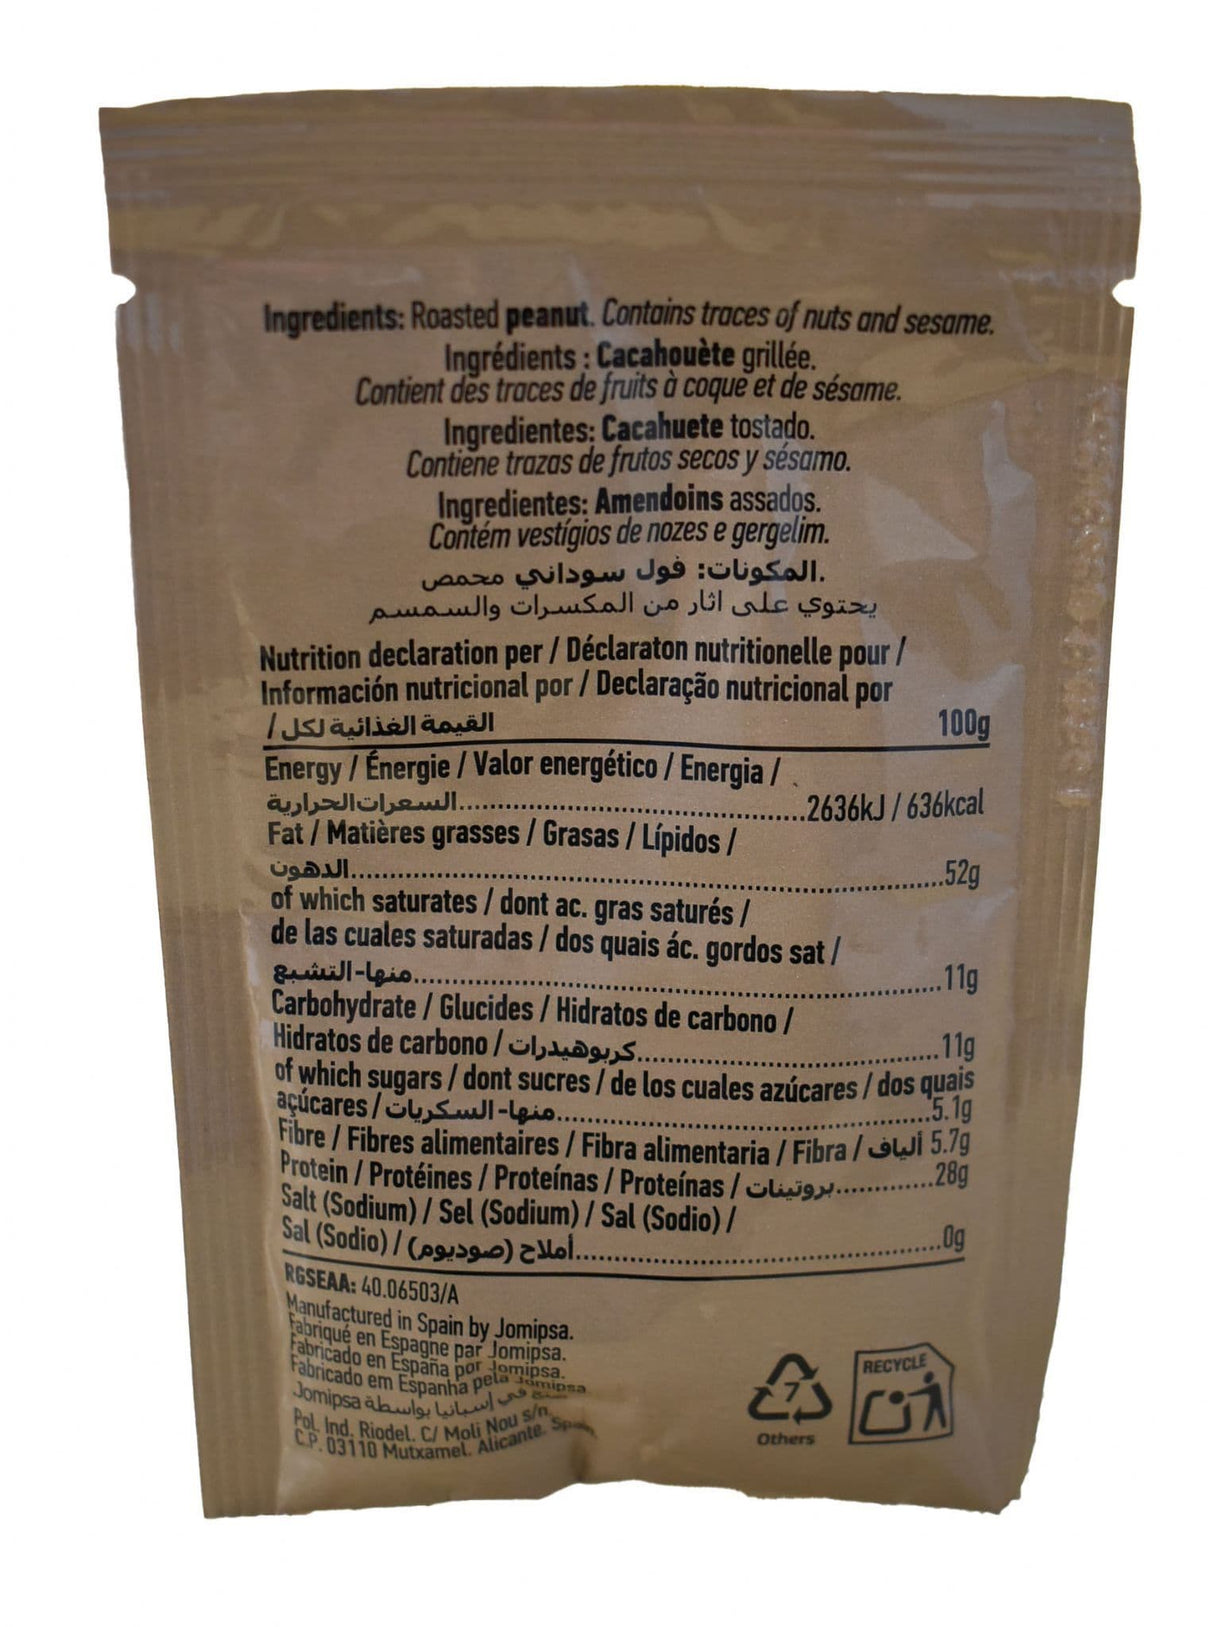 Ingredients: Roasted peanut. Contains traces of nuts and sesame.
Ingrédients : Cacahouète grillée.
Contient des traces de fruits à coque et de sésame.
Ingredientes: Cacahuete tostado.
Contiene trazas de frutos secos y sésamo.
Ingredientes: Amendoins assados.
Contém vestígios de nozes e gergelim.
المكونات: فول سوداني محمص.
يحتوي على اثار من المكسرات والسمسم
Nutrition declaration per / Déclaraton nutritionelle pour /
Información nutricional por / Declaração nutricional por
القيمة الغذائية لكل / 100g
Energy / Énergie / Valor energético / Energia /
السعرات الحرارية 2636kJ / 636kcal
Fat / Matières grasses / Grasas / Lípidos /
الدهون 52g
of which saturates / dont ac. gras saturés /
de las cuales saturadas / dos quais ác. gordos sat /
منها-التشبع 11g
Carbohydrate / Glucides / Hidratos de carbono /
Hidratos de carbono / كربوهيدرات 11g
of which sugars / dont sucres / de los cuales azúcares / dos quais
açúcares / منها-السكريات 5.1g
Fibre / Fibres alimentaires / Fibra alimentaria / Fibra / ألياف 5.7g
Protein / Protéines / Proteínas / Proteínas / بروتينات 28g
Salt (Sodium) / Sel (Sodium) / Sal (Sodio) /
Sal (Sodio) / أملاح (صوديوم) 0g
RGSEAA: 40.06503/A
Manufactured in Spain by Jomipsa.
Fabriqué en Espagne par Jomipsa.
Fabricado en España por Jomipsa.
Fabricado em Espanha pela Jomipsa
صنع في إسبانيا بواسطة Jomipsa
Pol. Ind. Riodel. C/ Moli Nou s/n.
C.P. 03110 Mutxamel. Alicante. Spain
7
Others
RECYCLE